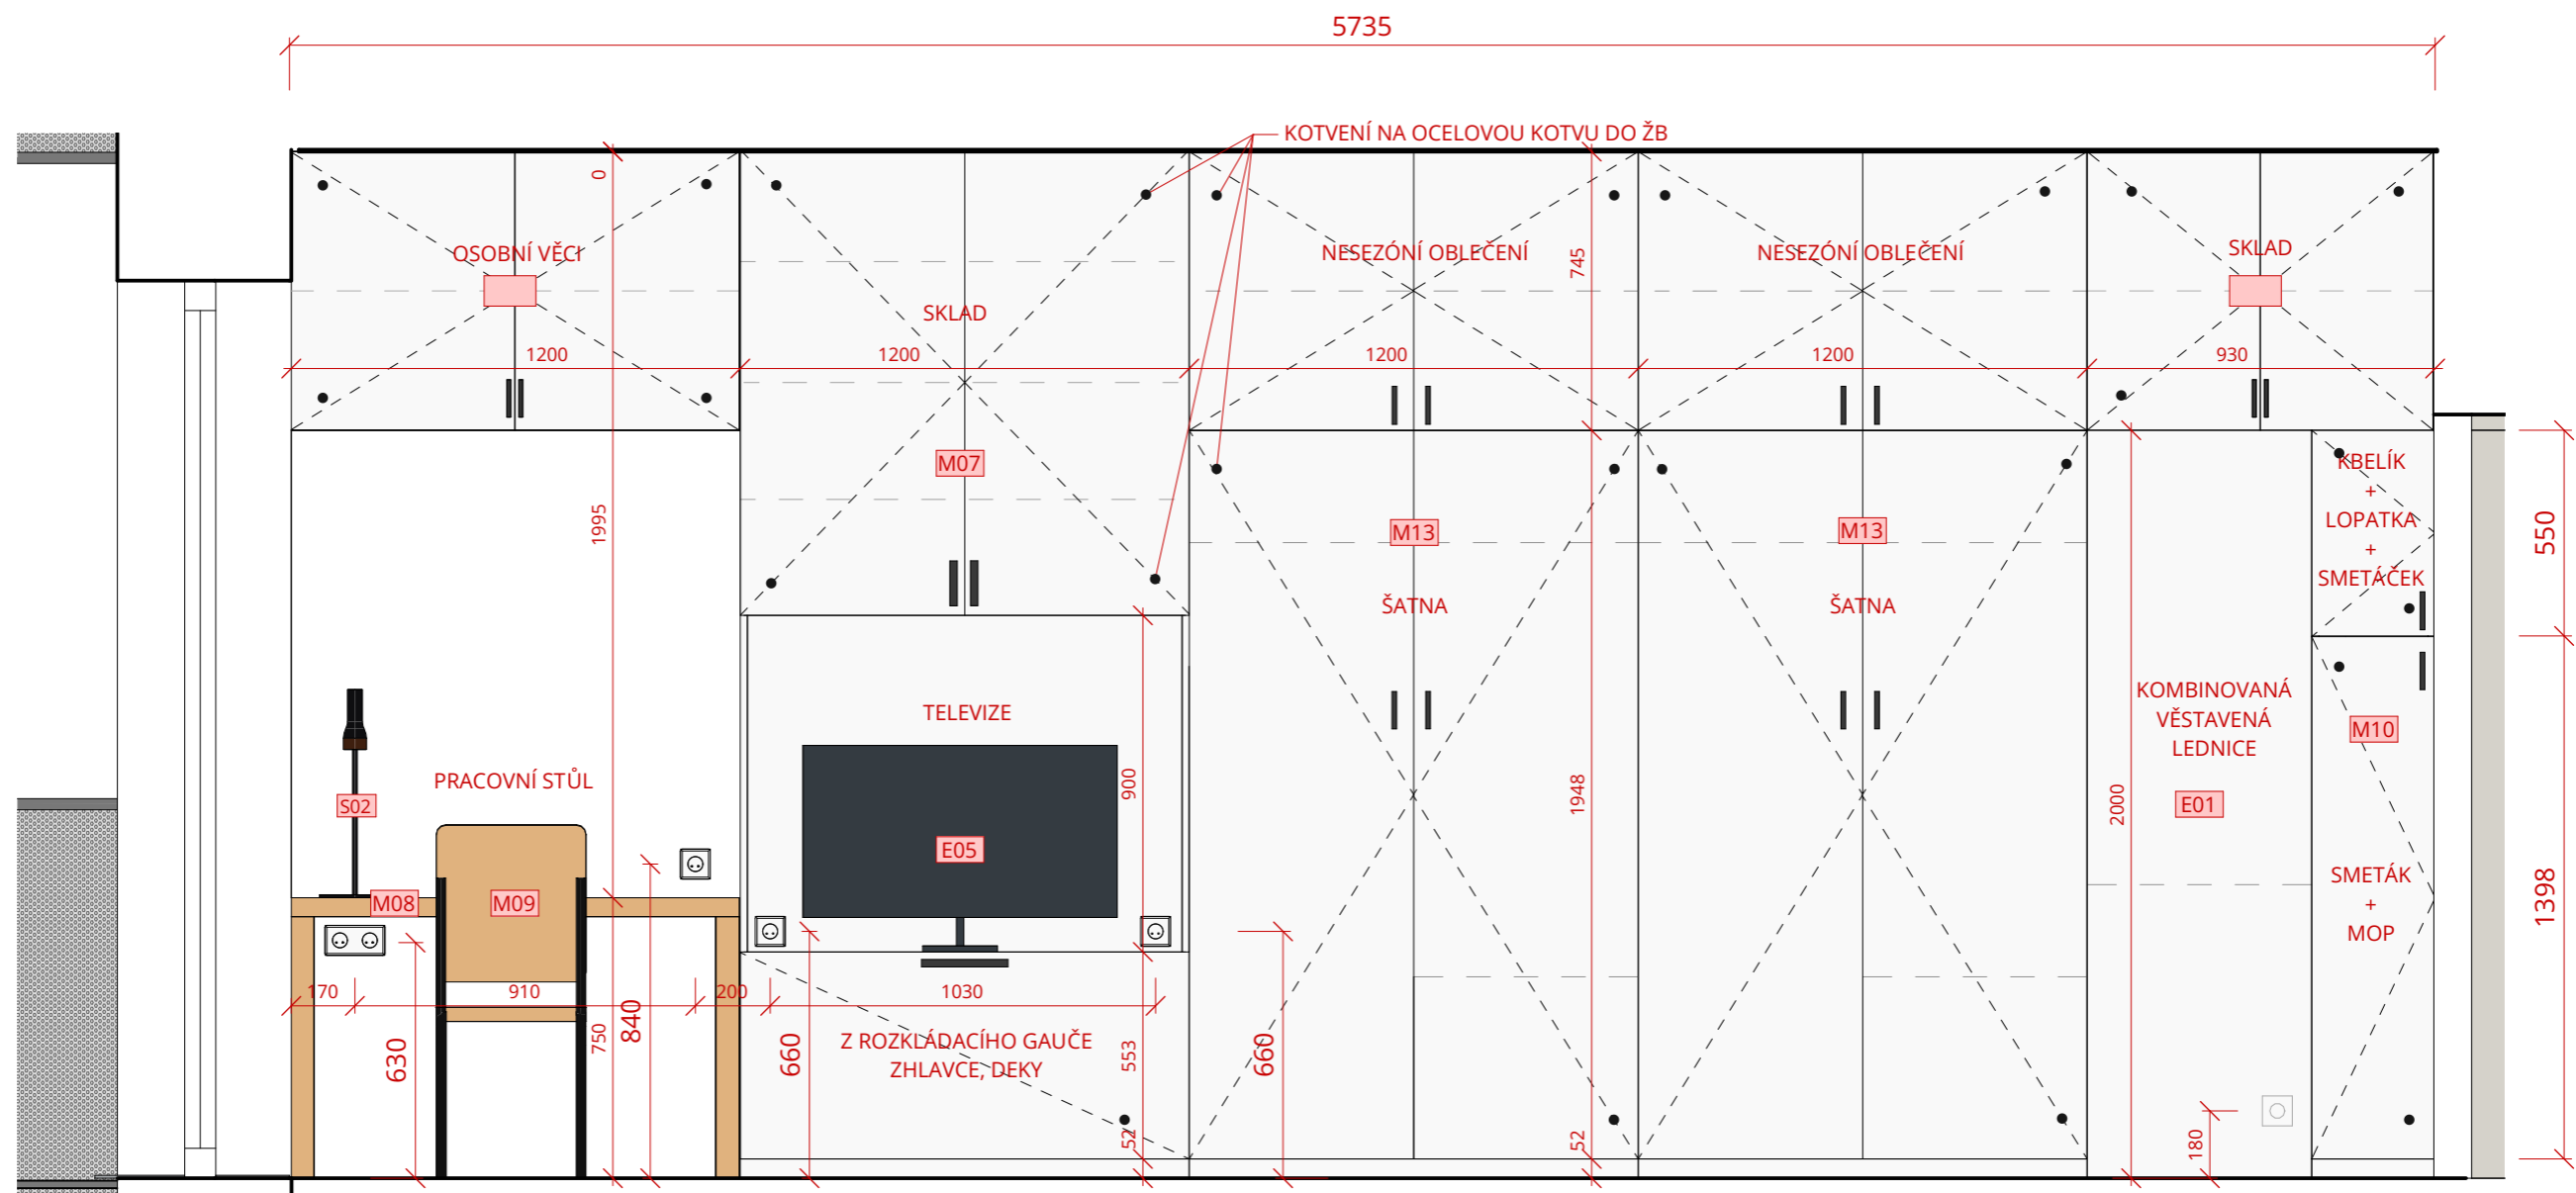 5735
KOTVENÍ NA OCELOVOU KOTVU DO ŽB
0
OSOBNÍ VĚCI
NESEZÓNÍ OBLEČENÍ
745
NESEZÓNÍ OBLEČENÍ
SKLAD
SKLAD
1200
1200
1200
1200
930
M07
KBELÍK
+
LOPATKA
+
SMETÁČEK
550
1995
M13
M13
ŠATNA
ŠATNA
TELEVIZE
KOMBINOVANÁ
VĚSTAVENÁ
LEDNICE
M10
PRACOVNÍ STŮL
S02
900
1948
2000
E01
E05
M08
M09
SMETÁK
+
MOP
1398
170
910
200
1030
630
750
840
660
Z ROZKLÁDACÍHO GAUČE
ZHLAVCE, DEKY
553
660
52
52
180